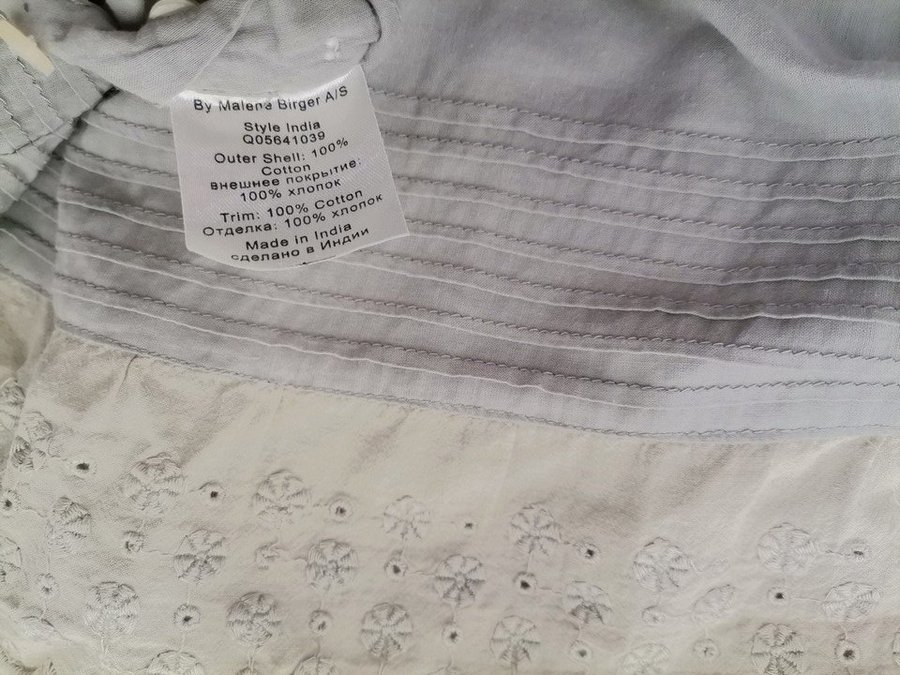 By Malene Birger A/S
Style India
Q05641039
Outer Shell: 100%
Cotton
внешнее покрытие:
100% хлопок
Trim: 100% Cotton
Отделка: 100% хлопок
Made in India
сделано в Индии